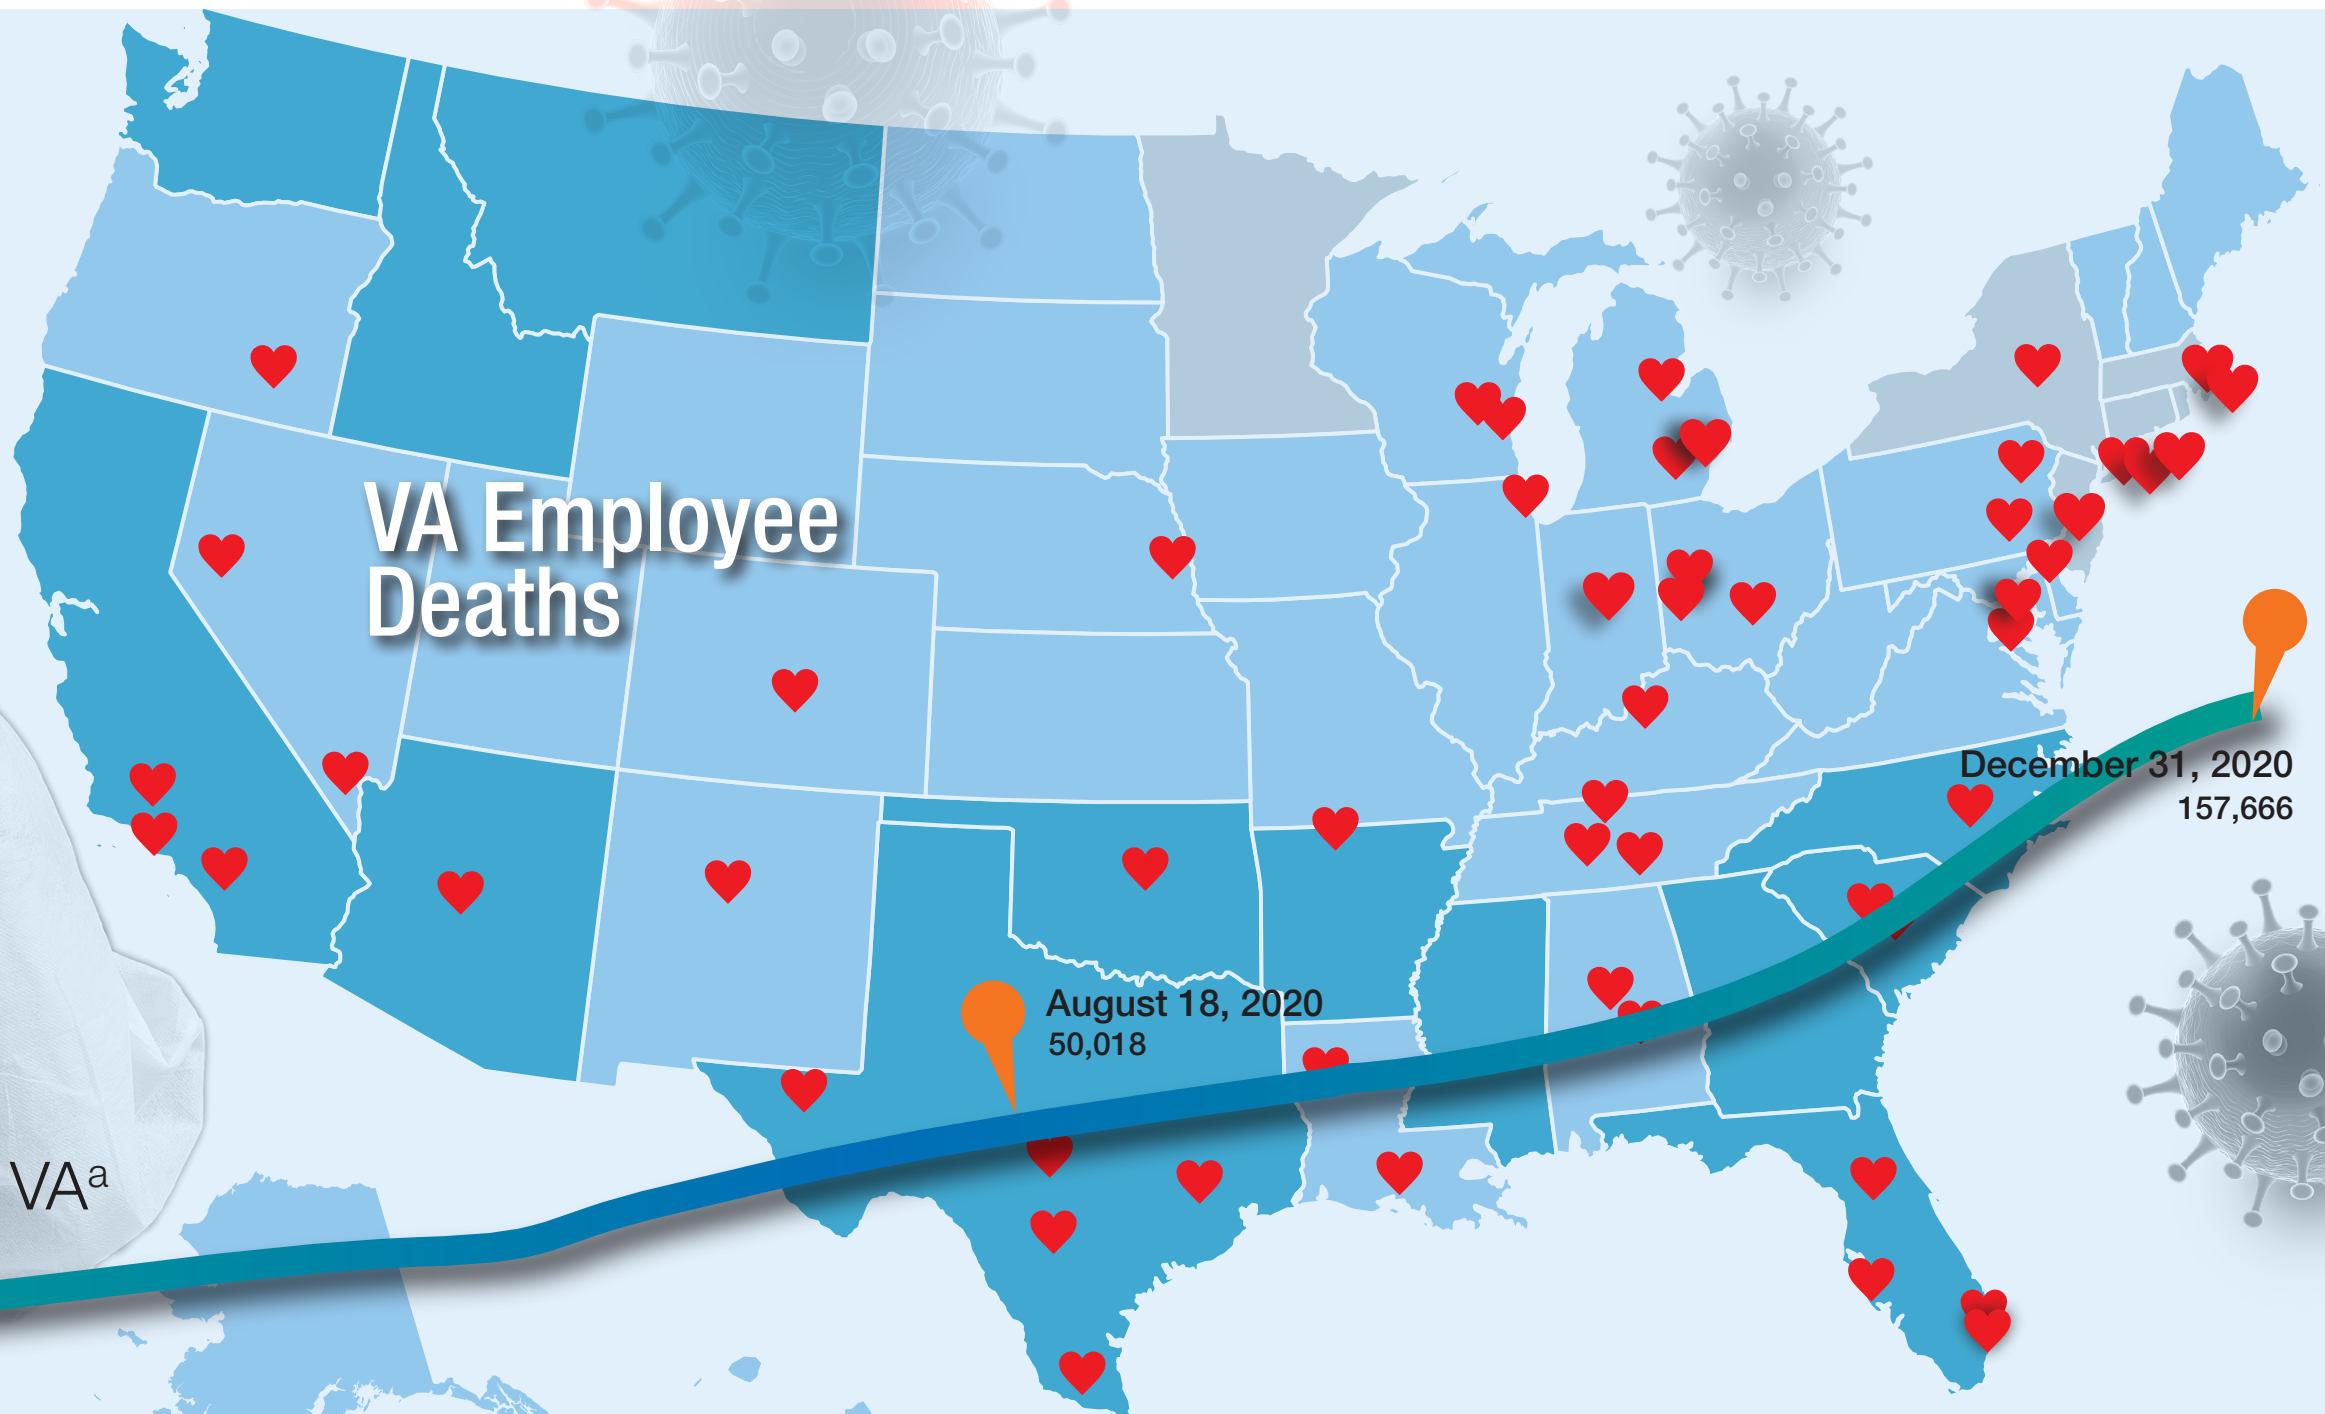 VA Employee
Deaths
December 31, 2020
157,666
August 18, 2020
50,018
VAª